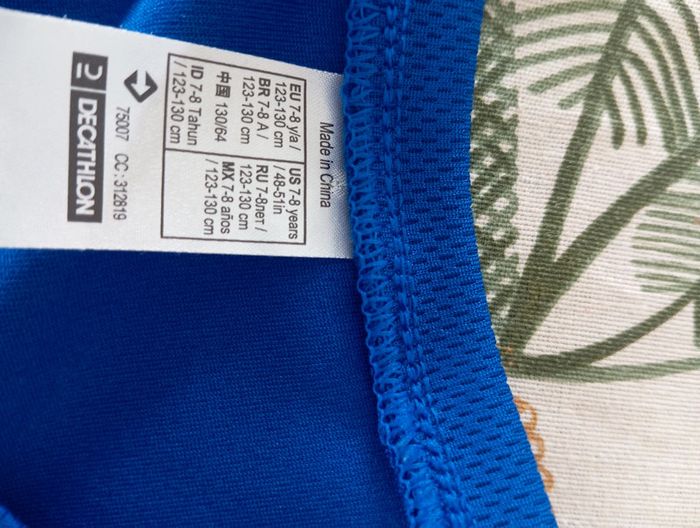 Made in China
EU 7-8 y/a /
123-130 cm
US 7-8 years
/ 48-51in
BR 7-8 A /
123-130 cm
RU 7-8лет /
123-130 cm
中国 130/64
MX 7-8 años
/ 123-130 cm
ID 7-8 Tahun
/ 123-130 cm
75007 CC : 312819
DECATHLON